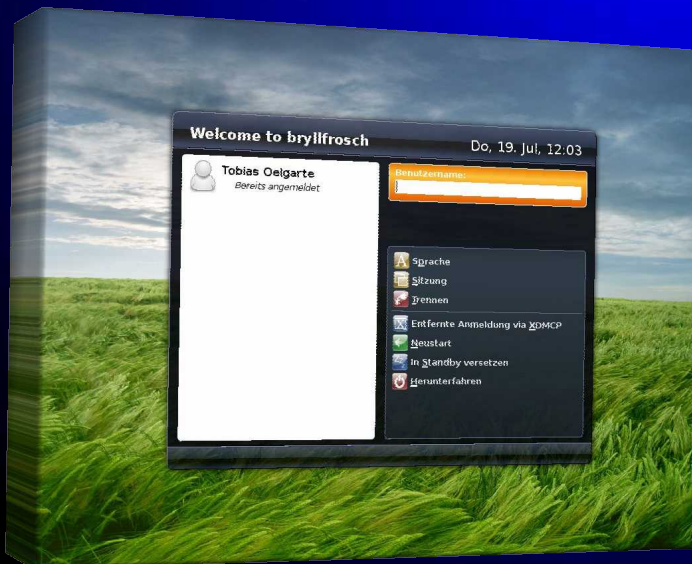 Welcome to bryllfrosch
Do, 19. Jul, 12:03
Tobias Oelgarte
Bereits angemeldet
Benutzername:
Sprache
Sitzung
Trennen
Entfernte Anmeldung via XDMCP
Neustart
In Standby versetzen
Herunterfahren